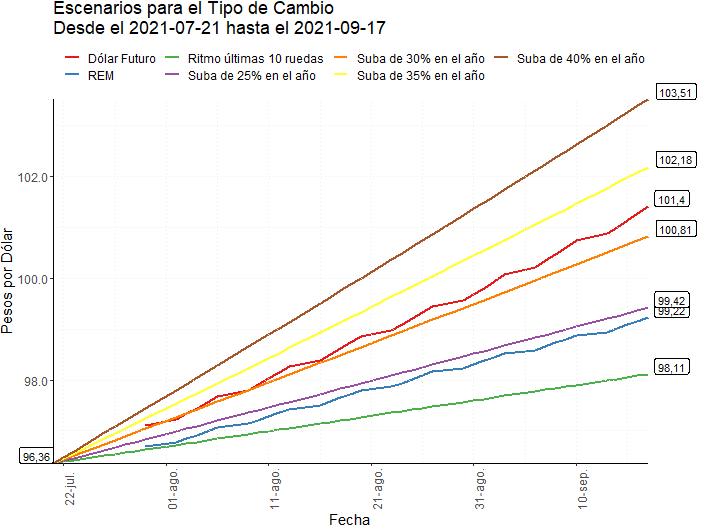 Escenarios para el Tipo de Cambio
Desde el 2021-07-21 hasta el 2021-09-17
Dólar Futuro
Ritmo últimas 10 ruedas
Suba de 30% en el año
Suba de 40% en el año
REM
Suba de 25% en el año
Suba de 35% en el año
103,51
102,18
102.0
101,4
100,81
Pesos por Dólar
100.0
99,42
99,22
98,11
98.0
96,36
22-jul.
01-ago.
11-ago.
21-ago.
31-ago.
10-sep.
Fecha